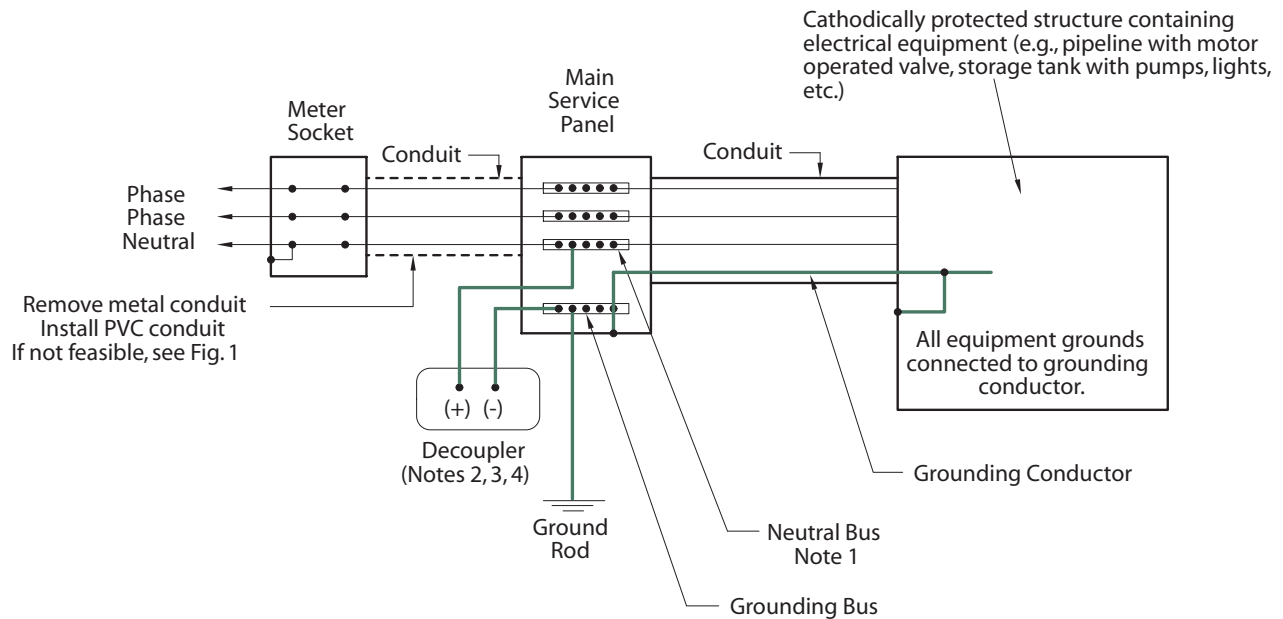 Cathodically protected structure containing
electrical equipment (e.g., pipeline with motor
operated valve, storage tank with pumps, lights,
etc.)
Main
Service
Panel
Meter
Socket
Conduit
Conduit
Phase
Phase
Neutral
Remove metal conduit
Install PVC conduit
If not feasible, see Fig. 1
All equipment grounds
connected to grounding
conductor.
(+) (-)
Decoupler
(Notes 2, 3, 4)
Grounding Conductor
Ground
Rod
Neutral Bus
Note 1
Grounding Bus